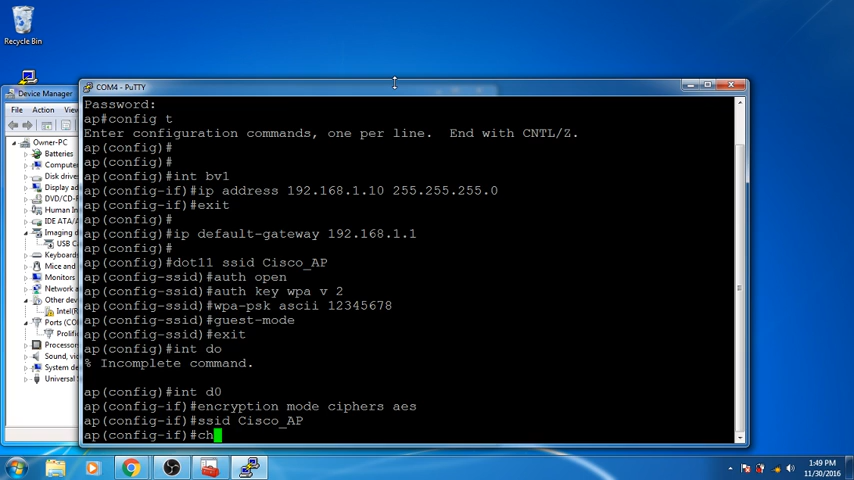 Recycle Bin
Device Manager
File Action View
Owner-PC
Batteries
Computer
Disk drive
Display ad
DVD/CD-R
Human In
IDE ATA/A
Imaging d
USB C
Keyboards
Mice and
Monitors
Network a
Other devi
Intel(R
Ports (CO
Prolific
Processor
Sound, vi
System de
Universal
COM4 - PuTTY
Password:
ap#config t
Enter configuration commands, one per line.  End with CNTL/Z.
ap(config)#
ap(config)#
ap(config)#int bv1
ap(config-if)#ip address 192.168.1.10 255.255.255.0
ap(config-if)#exit
ap(config)#
ap(config)#ip default-gateway 192.168.1.1
ap(config)#
ap(config)#dot11 ssid Cisco_AP
ap(config-ssid)#auth open
ap(config-ssid)#auth key wpa v 2
ap(config-ssid)#wpa-psk ascii 12345678
ap(config-ssid)#guest-mode
ap(config-ssid)#exit
ap(config)#int do
% Incomplete command.
ap(config)#int d0
ap(config-if)#encryption mode ciphers aes
ap(config-if)#ssid Cisco_AP
ap(config-if)#ch
1:49 PM
11/30/2016